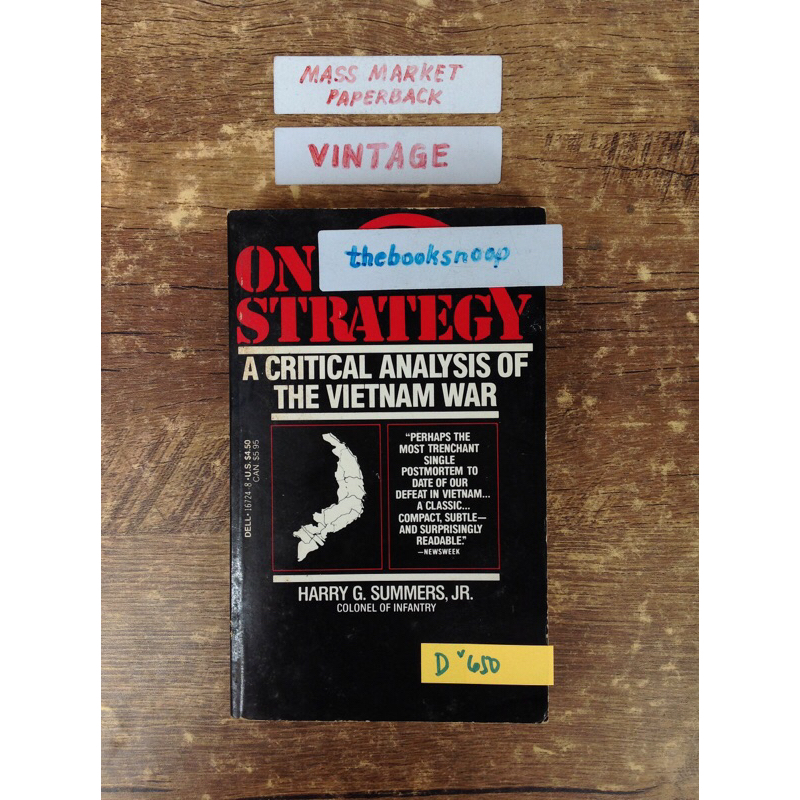 MASS MARKET
PAPERBACK
VINTAGE
thebooksnoop
ON
STRATEGY
A CRITICAL ANALYSIS OF
THE VIETNAM WAR
DELL • 16724-8 • U.S. $4.50
CAN. $5.95
"PERHAPS THE
MOST TRENCHANT
SINGLE
POSTMORTEM TO
DATE OF OUR
DEFEAT IN VIETNAM...
A CLASSIC...
COMPACT, SUBTLE—
AND SURPRISINGLY
READABLE."
—NEWSWEEK
HARRY G. SUMMERS, JR.
COLONEL OF INFANTRY
D 650